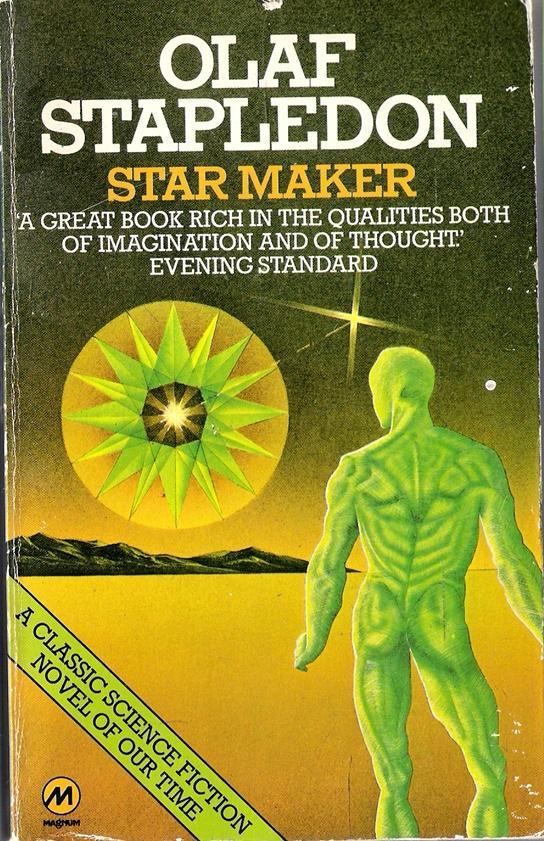 OLAF
STAPLEDON
STAR MAKER
'A GREAT BOOK RICH IN THE QUALITIES BOTH
OF IMAGINATION AND OF THOUGHT.'
EVENING STANDARD
A CLASSIC SCIENCE FICTION
NOVEL OF OUR TIME
M
MAGNUM